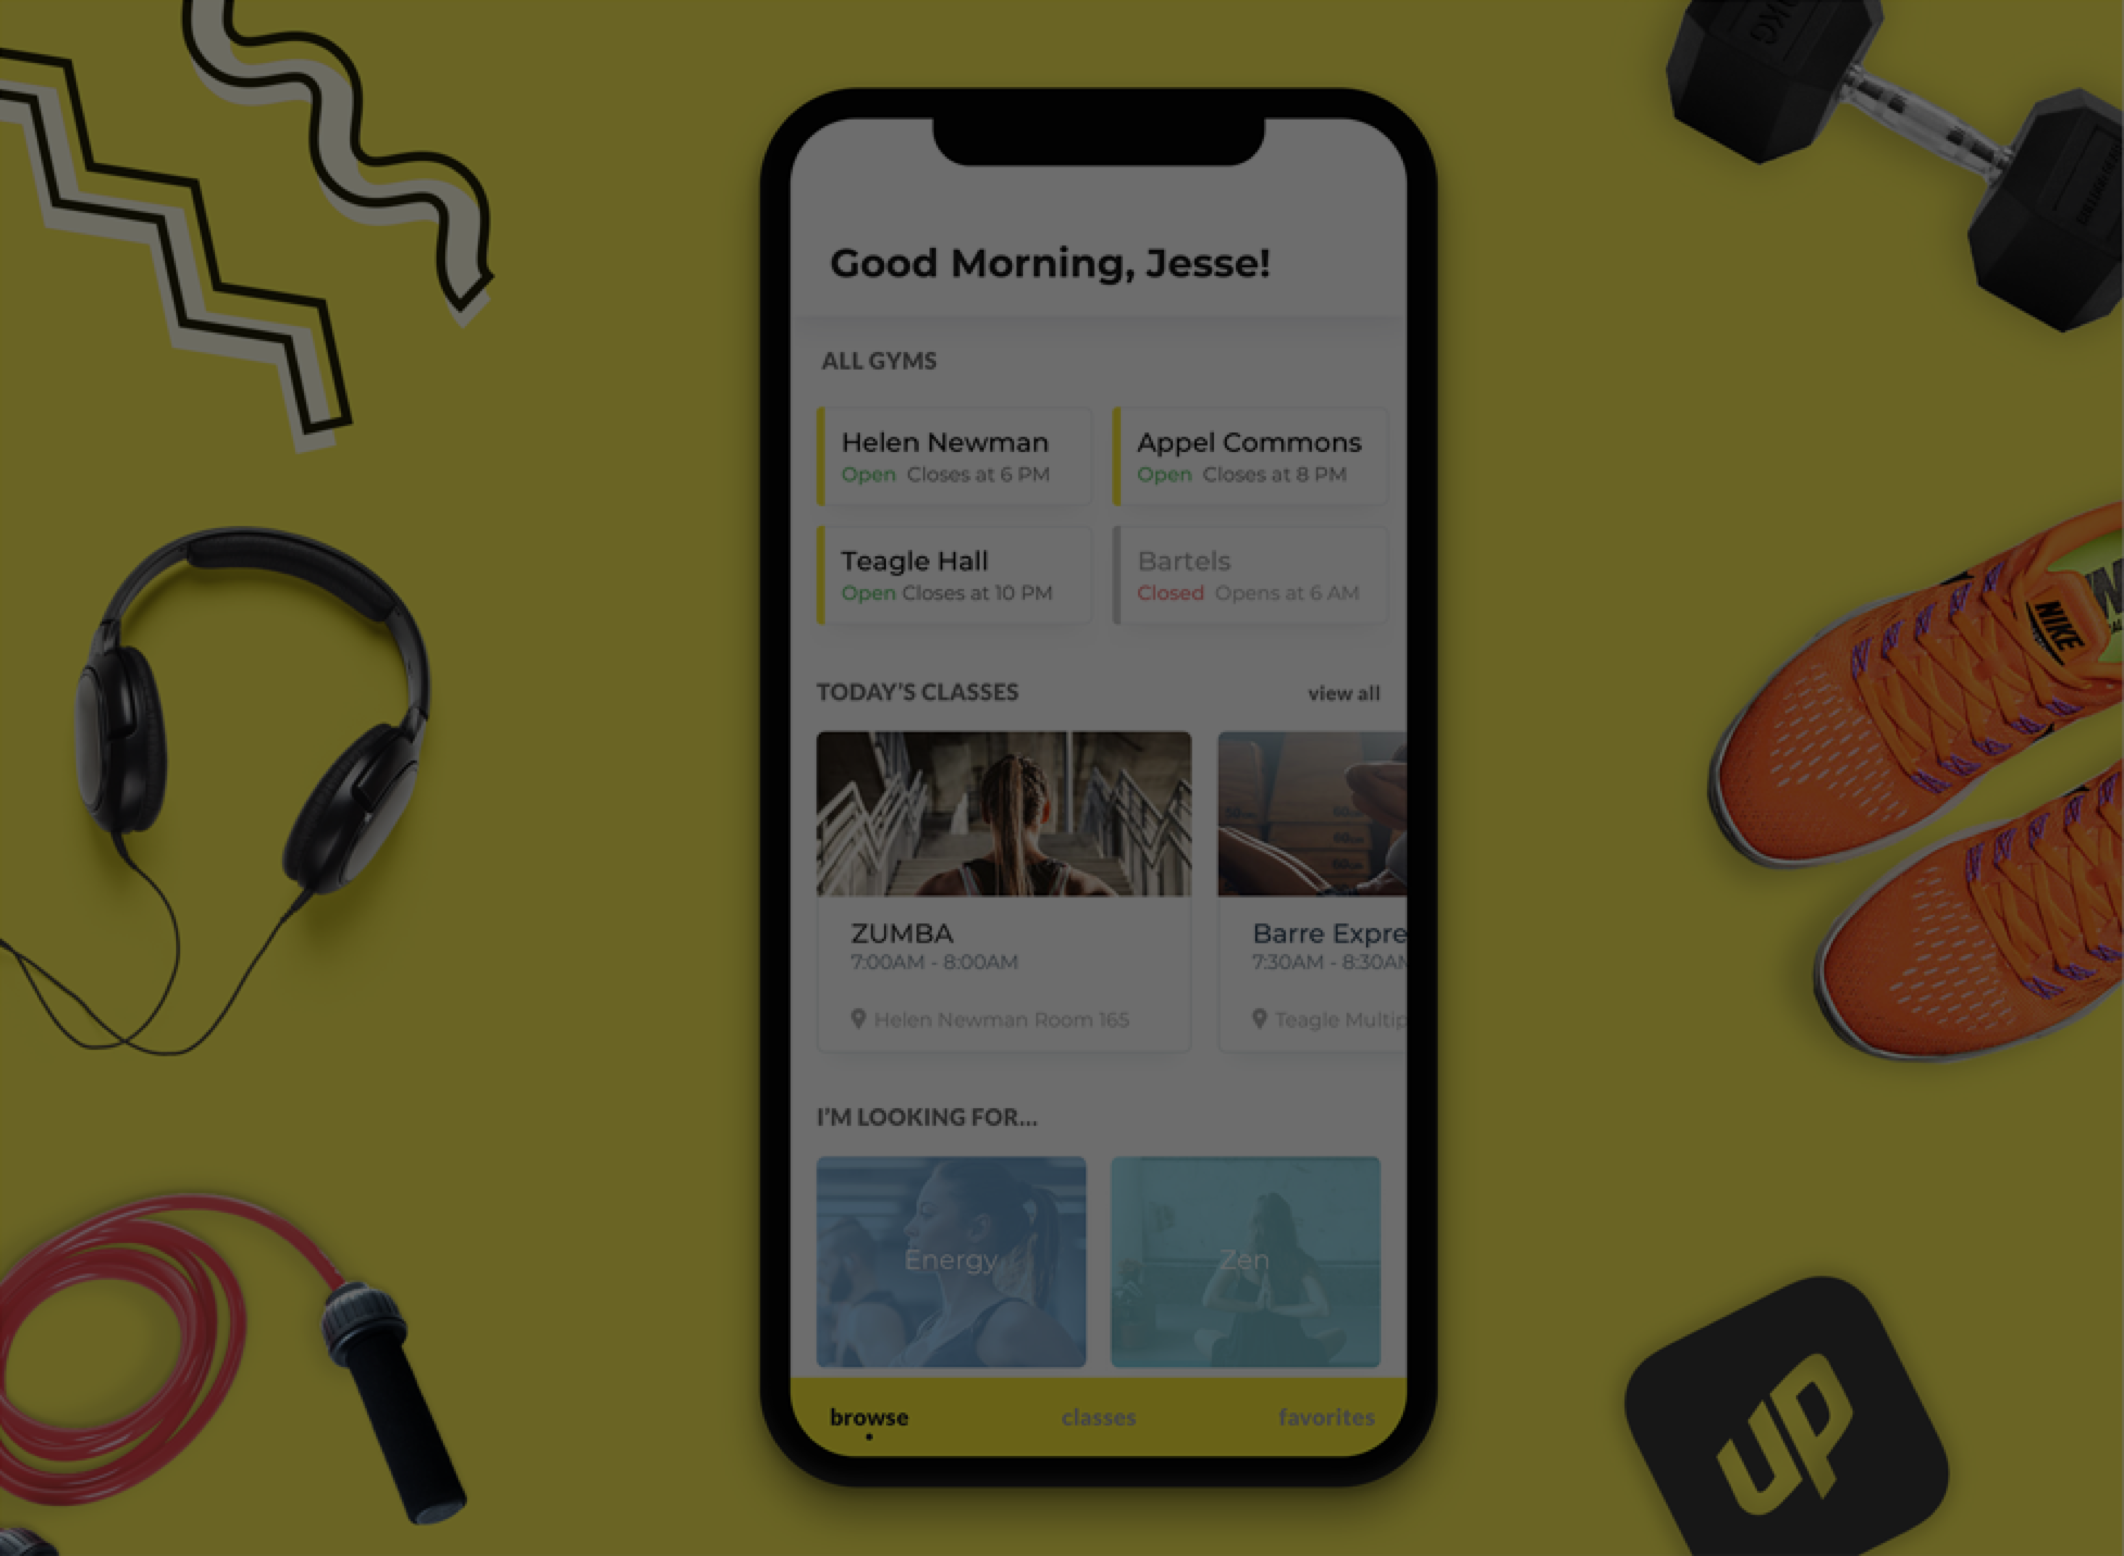 KG
Good Morning, Jesse!
ALL GYMS
Helen Newman
Open Closes at 6 PM
Appel Commons
Open Closes at 8 PM
Teagle Hall
Open Closes at 10 PM
Bartels
Closed Opens at 6 AM
NIKE
TODAY'S CLASSES
view all
ZUMBA
7:00AM - 8:00AM
Helen Newman Room 165
Barre Expre
7:30AM - 8:30AM
Teagle Multip
I'M LOOKING FOR...
Energy
Zen
browse
classes
favorites
UP